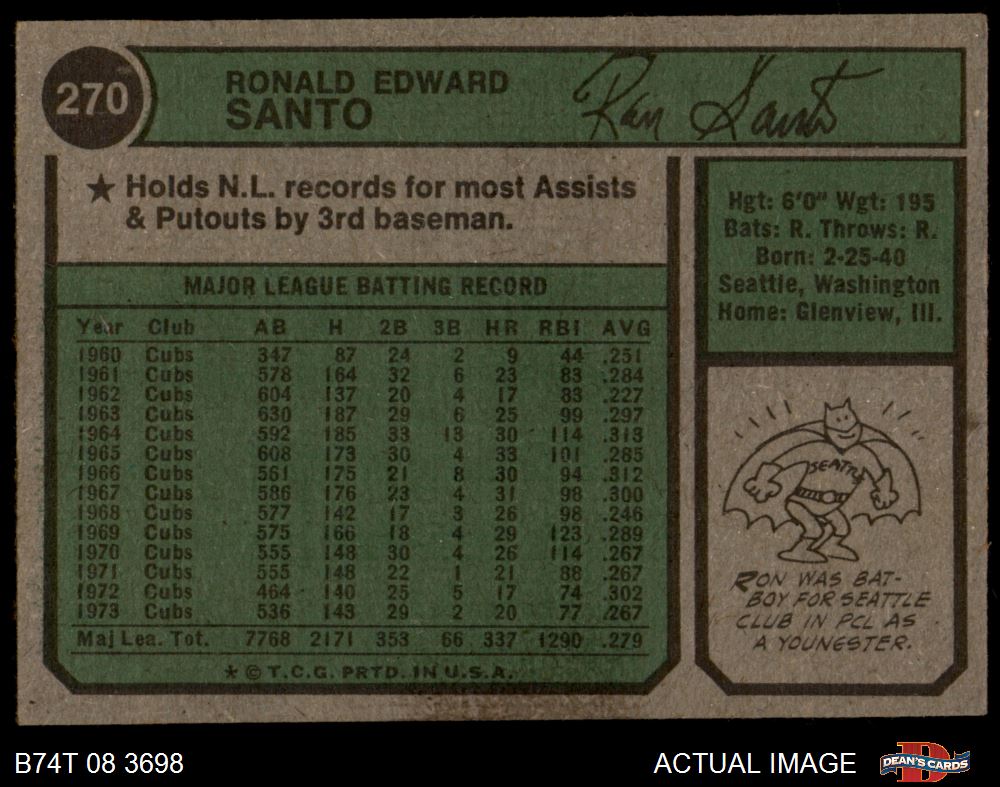 270
RONALD EDWARD
SANTO
Ron Santo
★ Holds N.L. records for most Assists
& Putouts by 3rd baseman.
Hgt: 6'0" Wgt: 195
Bats: R. Throws: R.
Born: 2-25-40
Seattle, Washington
Home: Glenview, Ill.
MAJOR LEAGUE BATTING RECORD
Year Club AB H 2B 3B HR RBI AVG
1960 Cubs 347 87 24 2 9 44 .251
1961 Cubs 578 164 32 6 23 83 .284
1962 Cubs 604 137 20 4 17 83 .227
1963 Cubs 630 187 29 6 25 99 .297
1964 Cubs 592 185 33 13 30 114 .313
1965 Cubs 608 173 30 4 33 101 .285
1966 Cubs 561 175 21 8 30 94 .312
1967 Cubs 586 176 23 4 31 98 .300
1968 Cubs 577 142 17 3 26 98 .246
1969 Cubs 575 166 18 4 29 123 .289
1970 Cubs 555 148 30 4 26 114 .267
1971 Cubs 555 148 22 1 21 88 .267
1972 Cubs 464 140 25 5 17 74 .302
1973 Cubs 536 143 29 2 20 77 .267
Maj Lea. Tot. 7768 2171 353 66 337 1290 .279
* © T.C.G. PRTD. IN U.S.A.
SEATTLE
RON WAS BAT-
BOY FOR SEATTLE
CLUB IN PCL AS
A YOUNGSTER.
B74T 08 3698
ACTUAL IMAGE
DEAN'S CARDS